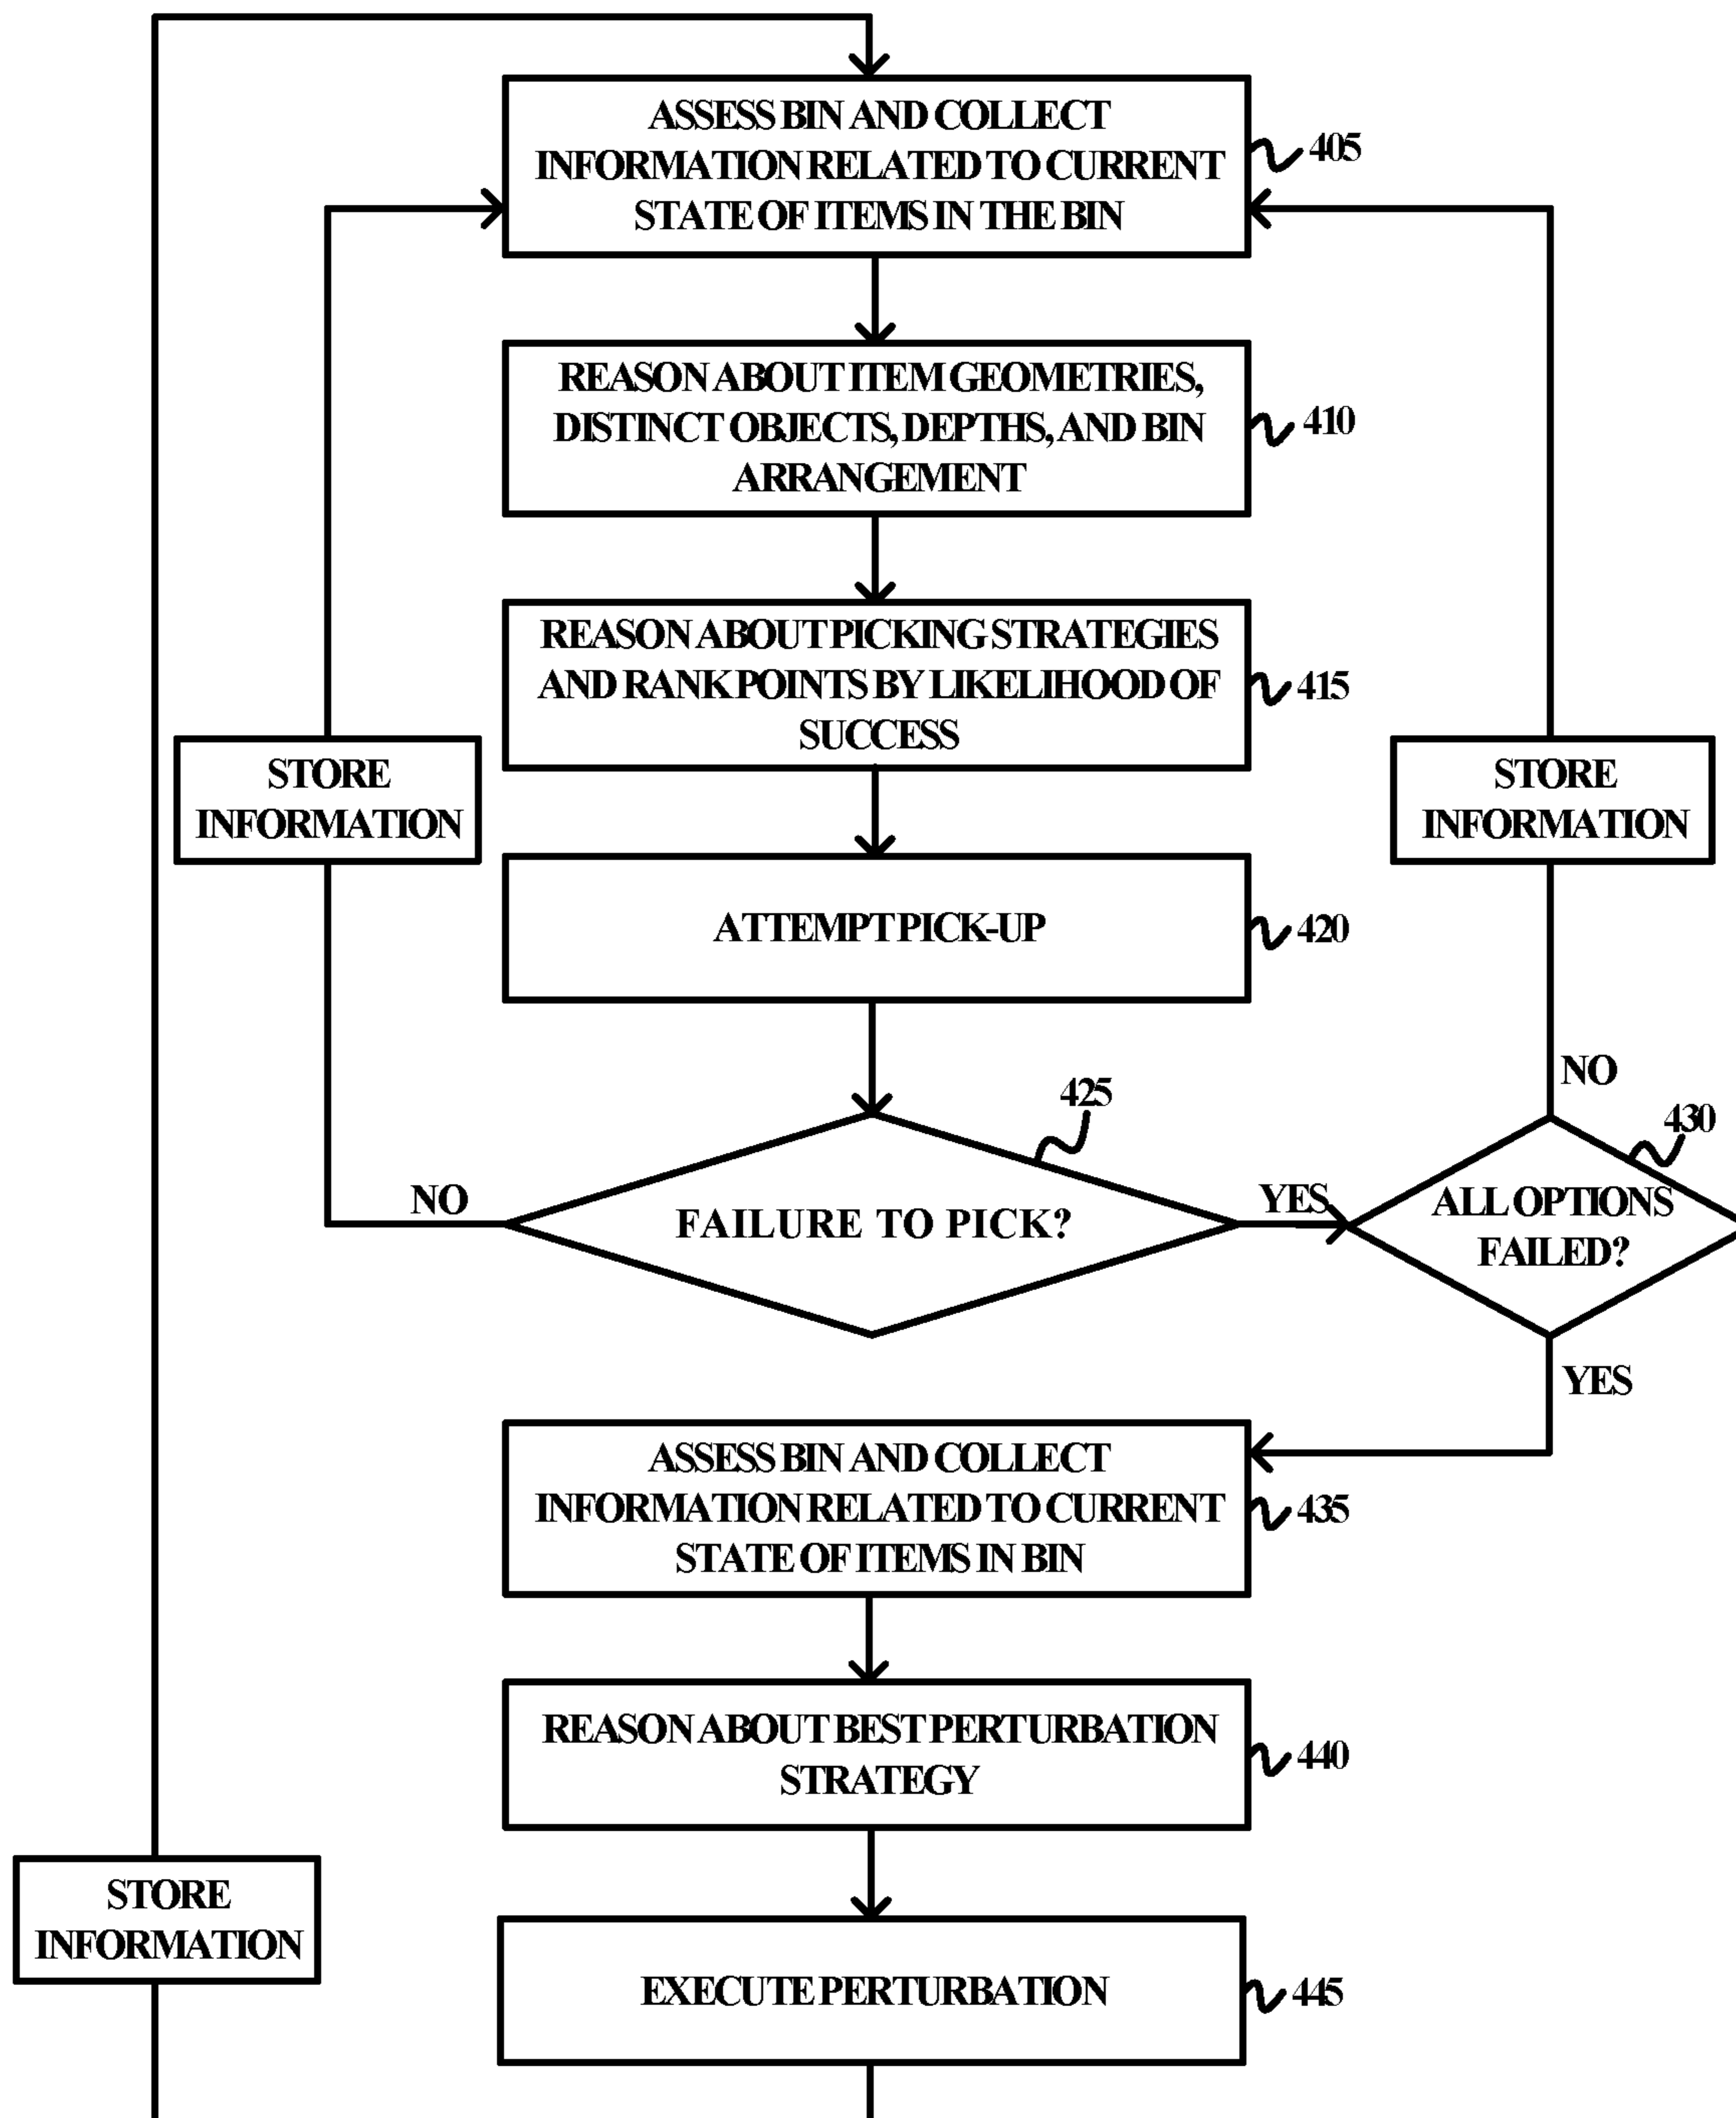 ASSESS BIN AND COLLECT
INFORMATION RELATED TO CURRENT
STATE OF ITEMS IN THE BIN
405
REASON ABOUT ITEM GEOMETRIES,
DISTINCT OBJECTS, DEPTHS, AND BIN
ARRANGEMENT
410
REASON ABOUT PICKING STRATEGIES
AND RANK POINTS BY LIKELIHOOD OF
SUCCESS
415
STORE
INFORMATION
STORE
INFORMATION
ATTEMPT PICK-UP
420
NO
425
430
NO
FAILURE TO PICK?
YES
ALL OPTIONS
FAILED?
YES
ASSESS BIN AND COLLECT
INFORMATION RELATED TO CURRENT
STATE OF ITEMS IN BIN
435
REASON ABOUT BEST PERTURBATION
STRATEGY
440
STORE
INFORMATION
EXECUTE PERTURBATION
445